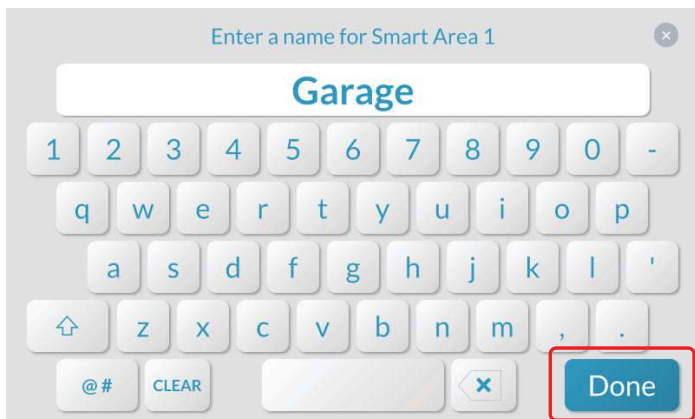 Enter a name for Smart Area 1
Garage
1 2 3 4 5 6 7 8 9 0 -
q w e r t y u i o p
a s d f g h j k l '
z x c v b n m , .
@ # CLEAR Done